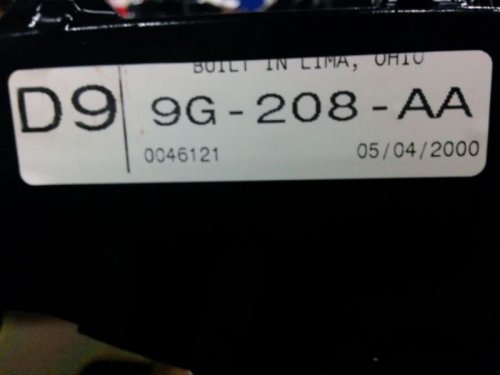 BUILT IN LIMA, OHIO
D9 9G-208-AA
0046121 05/04/2000